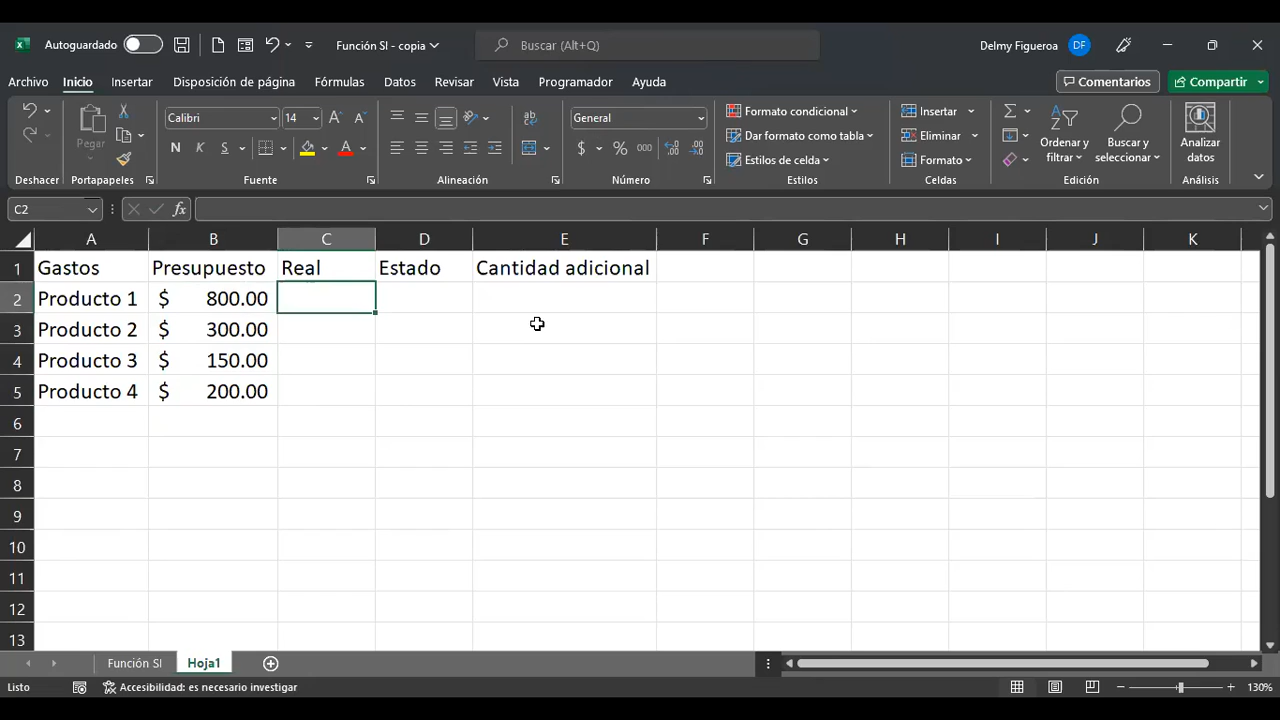 Autoguardado Función SI - copia Buscar (Alt+Q) Delmy Figueroa DF
Archivo Inicio Insertar Disposición de página Fórmulas Datos Revisar Vista Programador Ayuda Comentarios Compartir
Calibri 14 General Formato condicional Insertar
Pegar N K S $ % 000 Dar formato como tabla Eliminar Ordenar y filtrar Buscar y seleccionar Analizar datos
Estilos de celda Formato
Deshacer Portapapeles Fuente Alineación Número Estilos Celdas Edición Análisis
C2 fx
A B C D E F G H I J K
1 Gastos Presupuesto Real Estado Cantidad adicional
2 Producto 1 $ 800.00
3 Producto 2 $ 300.00
4 Producto 3 $ 150.00
5 Producto 4 $ 200.00
6
7
8
9
10
11
12
13
Función SI Hoja1
Listo Accesibilidad: es necesario investigar 130%